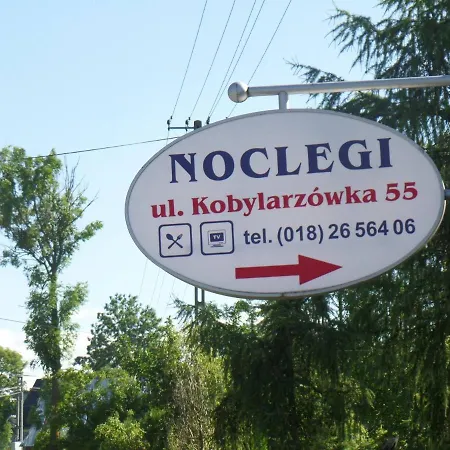 NOCLEGI
ul. Kobylarzówka 55
TV tel. (018) 26 564 06